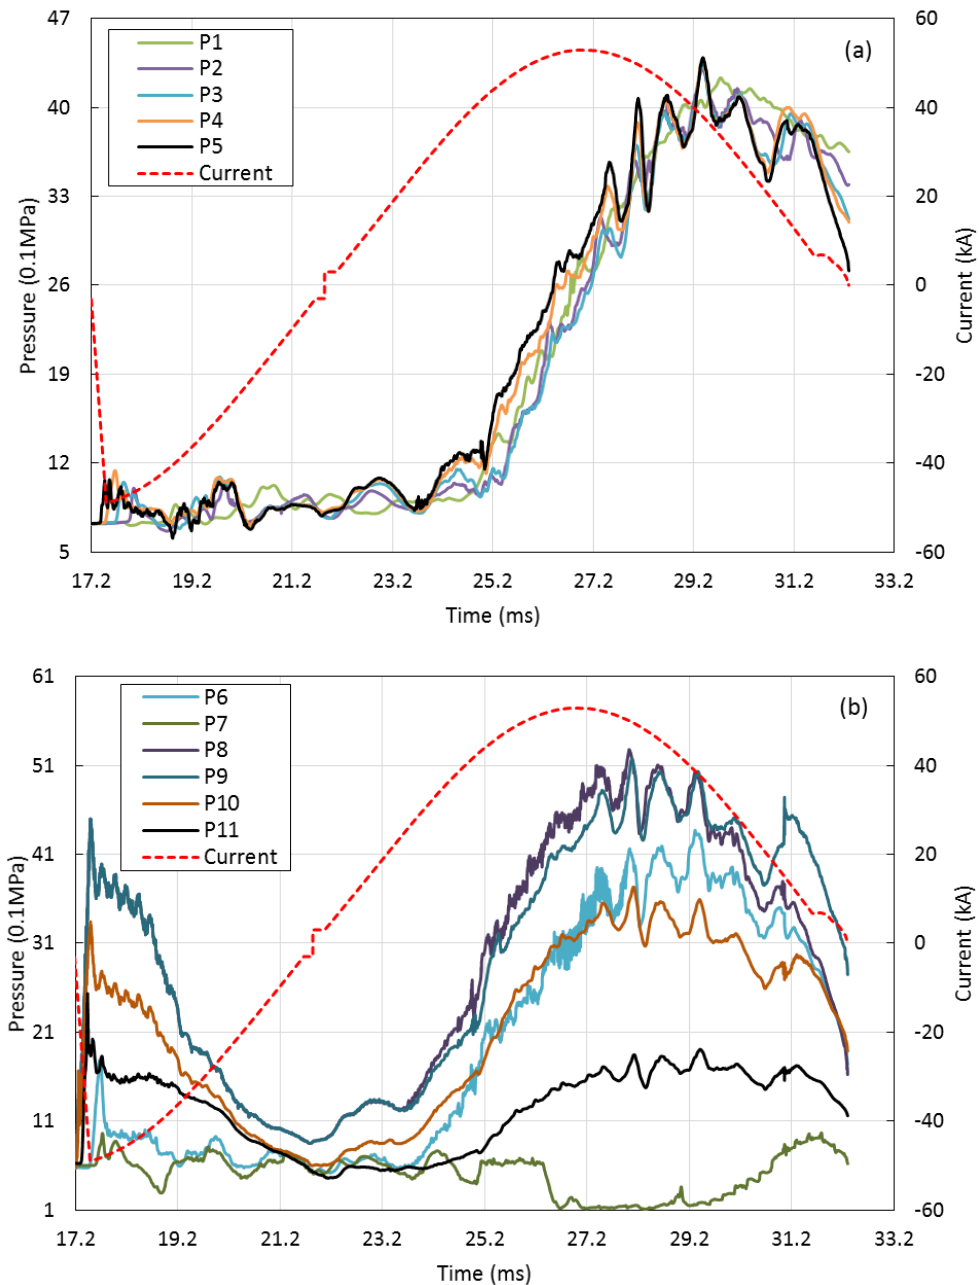 47
40
33
26
19
12
5
Pressure (0.1MPa)
P1
P2
P3
P4
P5
Current
(a)
60
40
20
0
-20
-40
-60
Current (kA)
17.2 19.2 21.2 23.2 25.2 27.2 29.2 31.2 33.2
Time (ms)
61
51
41
31
21
11
1
Pressure (0.1MPa)
P6
P7
P8
P9
P10
P11
Current
(b)
60
40
20
0
-20
-40
-60
Current (kA)
17.2 19.2 21.2 23.2 25.2 27.2 29.2 31.2 33.2
Time (ms)